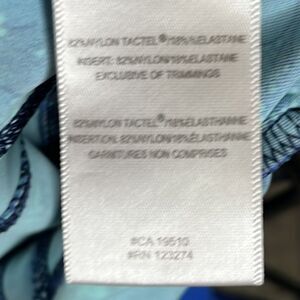 82%NYLON TACTEL®/18%ELASTANE
INSERT: 82%NYLON/18%ELASTANE
EXCLUSIVE OF TRIMMINGS
82%NYLON TACTEL®/18%ELASTHANNE
INSERTION: 82%NYLON/18%ELASTHANNE
GARNITURES NON COMPRISES
#CA 19510
#RN 123274